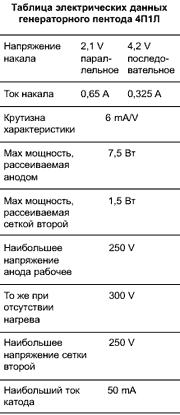 Таблица электрических данных
генераторного пентода 4П1Л
Напряжение накала 2,1 V парал- лельное 4,2 V последо- вательное
Ток накала 0,65 А 0,325 А
Крутизна
характеристики 6 mA/V
Мах мощность,
рассеиваемая 7,5 Вт
анодом
Мах мощность,
рассеиваемая 1,5 Вт
сеткой второй
Наибольшее 250 V
напряжение
анода рабочее
То же при 300 V
отсутствии
нагрева
Наибольшее 250 V
напряжение сетки
второй
Наибольший ток 50 mA
катода